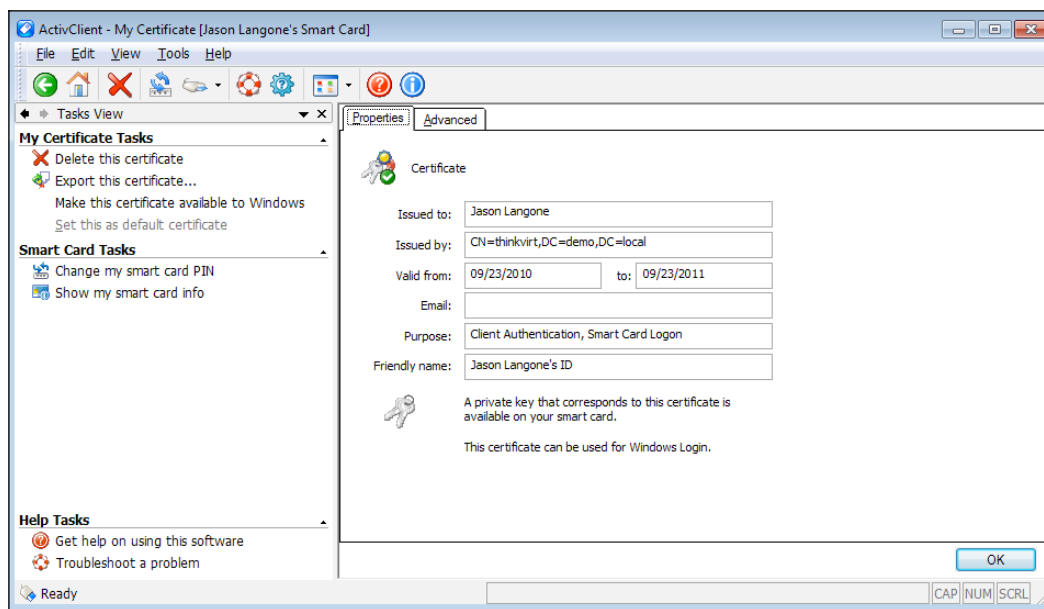 ActivClient - My Certificate [Jason Langone's Smart Card]
File Edit View Tools Help
Tasks View
My Certificate Tasks
Delete this certificate
Export this certificate...
Make this certificate available to Windows
Set this as default certificate
Smart Card Tasks
Change my smart card PIN
Show my smart card info
Help Tasks
Get help on using this software
Troubleshoot a problem
Properties Advanced
Certificate
Issued to: Jason Langone
Issued by: CN=thinkvirt,DC=demo,DC=local
Valid from: 09/23/2010 to: 09/23/2011
Email:
Purpose: Client Authentication, Smart Card Logon
Friendly name: Jason Langone's ID
A private key that corresponds to this certificate is
available on your smart card.
This certificate can be used for Windows Login.
OK
Ready
CAP NUM SCRL